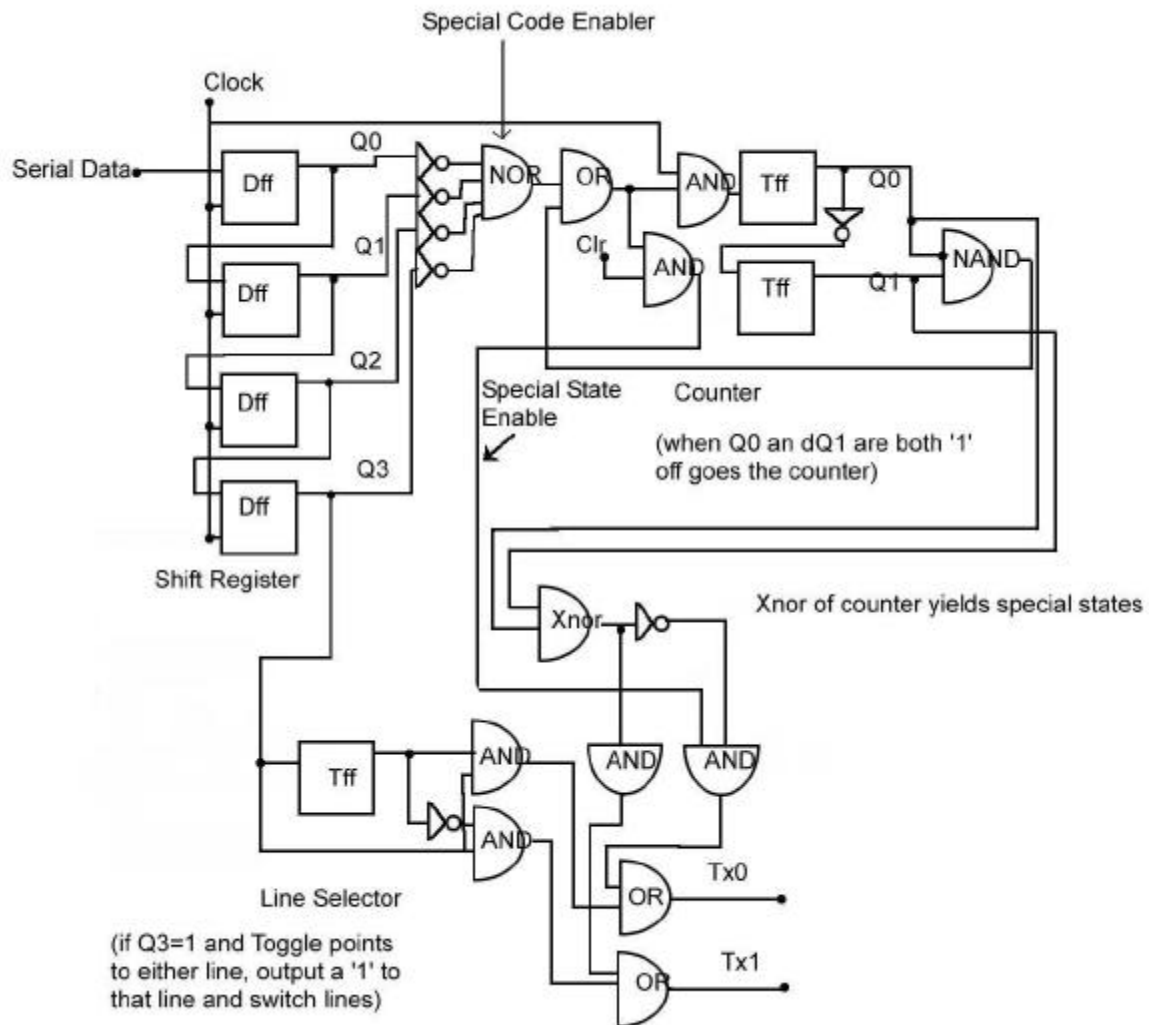 Special Code Enabler
Clock
Q0
Serial Data
Dff
NOR
OR
AND
Tff
Q0
Q1
Clr
AND
NAND
Dff
Tff
Q1
Q2
Special State
Enable
Counter
Dff
(when Q0 an dQ1 are both '1'
off goes the counter)
Q3
Dff
Shift Register
Xnor
Xnor of counter yields special states
AND
AND
AND
Tff
AND
Line Selector
OR
Tx0
(if Q3=1 and Toggle points
to either line, output a '1' to
that line and switch lines)
OR
Tx1